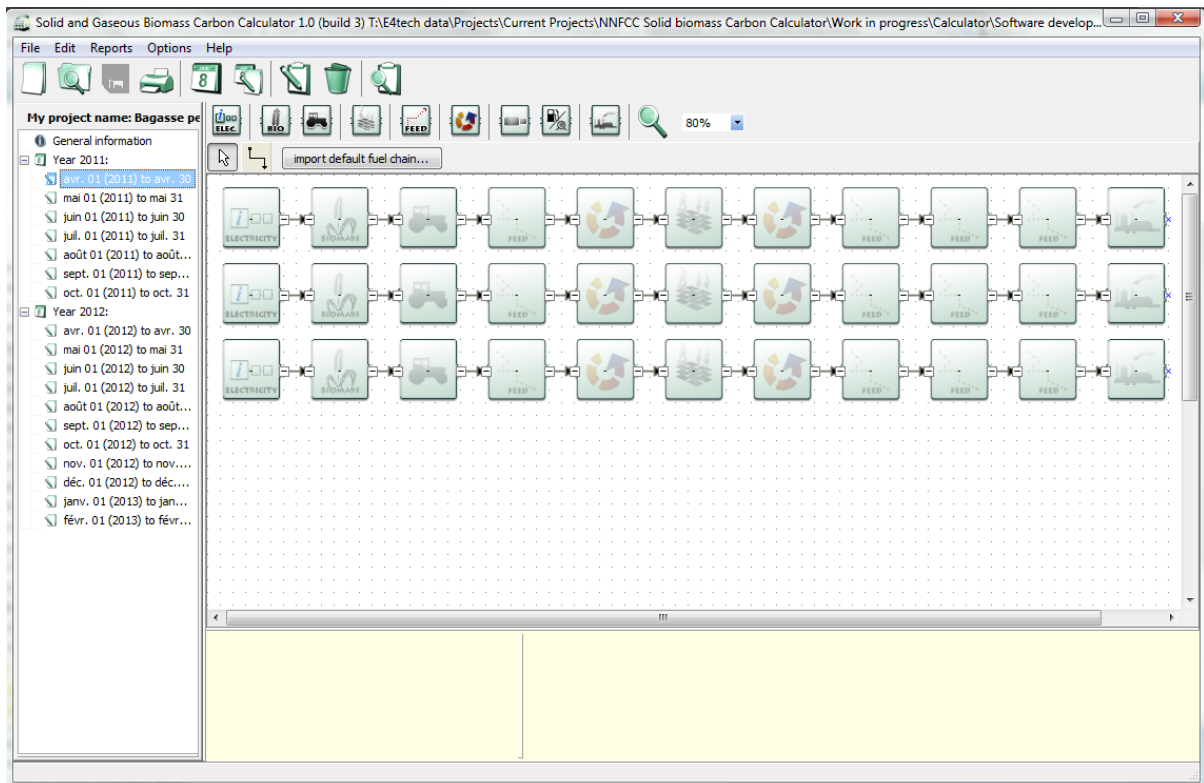 Solid and Gaseous Biomass Carbon Calculator 1.0 (build 3) T:\E4tech data\Projects\Current Projects\NNFCC Solid biomass Carbon Calculator\Work in progress\Calculator\Software develop...
File Edit Reports Options Help
8 8
My project name: Bagasse pe
ELEC. BIO FEED % 80%
General information
import default fuel chain...
Year 2011:
avr. 01 (2011) to avr. 30
mai 01 (2011) to mai 31
juin 01 (2011) to juin 30
juil. 01 (2011) to juil. 31
août 01 (2011) to août...
sept. 01 (2011) to sep...
oct. 01 (2011) to oct. 31
Year 2012:
avr. 01 (2012) to avr. 30
mai 01 (2012) to mai 31
juin 01 (2012) to juin 30
juil. 01 (2012) to juil. 31
août 01 (2012) to août...
sept. 01 (2012) to sep...
oct. 01 (2012) to oct. 31
nov. 01 (2012) to nov....
déc. 01 (2012) to déc....
janv. 01 (2013) to jan...
févr. 01 (2013) to févr...
ELECTRICITY BIOMASS FEED FEED FEED FEED
ELECTRICITY BIOMASS FEED FEED FEED FEED
ELECTRICITY BIOMASS FEED FEED FEED FEED